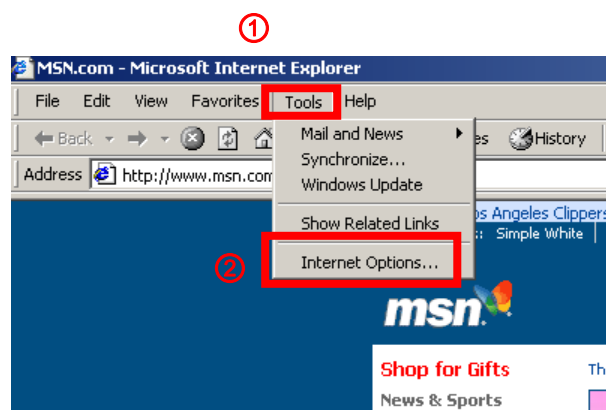 ①
MSN.com - Microsoft Internet Explorer
File Edit View Favorites Tools Help
Back History
Mail and News
Synchronize...
Address http://www.msn.com
Windows Update
os Angeles Clippers
Show Related Links
Simple White
② Internet Options...
msn
Shop for Gifts Th
News & Sports